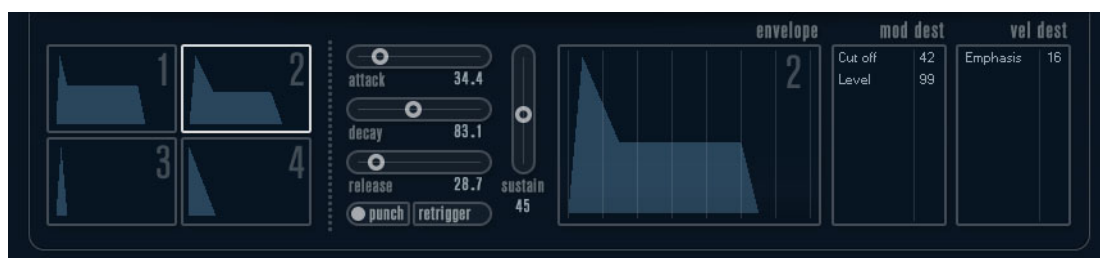 envelope mod dest vel dest
1 2
3 4
attack 34.4
decay 83.1
release 28.7
punch retrigger
sustain
45
2
Cut off 42
Level 99
Emphasis 16